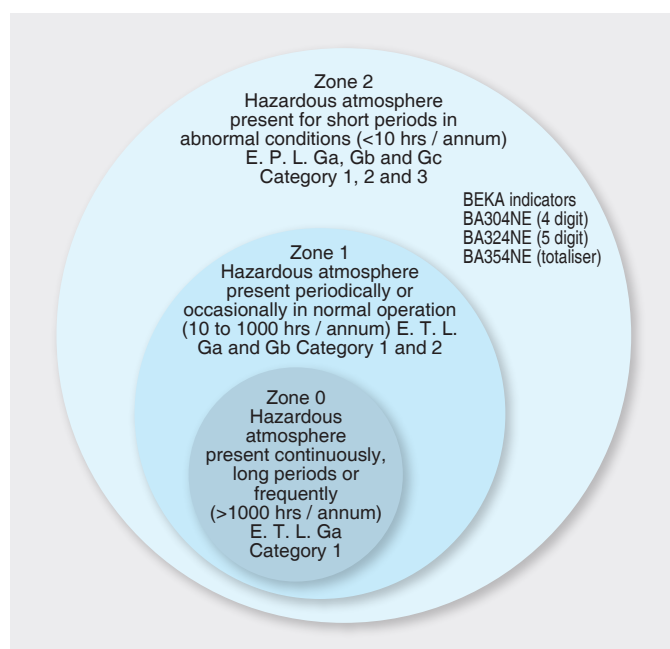 Zone 2
Hazardous atmosphere
present for short periods in
abnormal conditions (<10 hrs / annum)
E. P. L. Ga, Gb and Gc
Category 1, 2 and 3
BEKA indicators
BA304NE (4 digit)
BA324NE (5 digit)
BA354NE (totaliser)
Zone 1
Hazardous atmosphere
present periodically or
occasionally in normal operation
(10 to 1000 hrs / annum) E. T. L.
Ga and Gb Category 1 and 2
Zone 0
Hazardous
atmosphere
present continuously,
long periods or
frequently
(>1000 hrs / annum)
E. T. L. Ga
Category 1